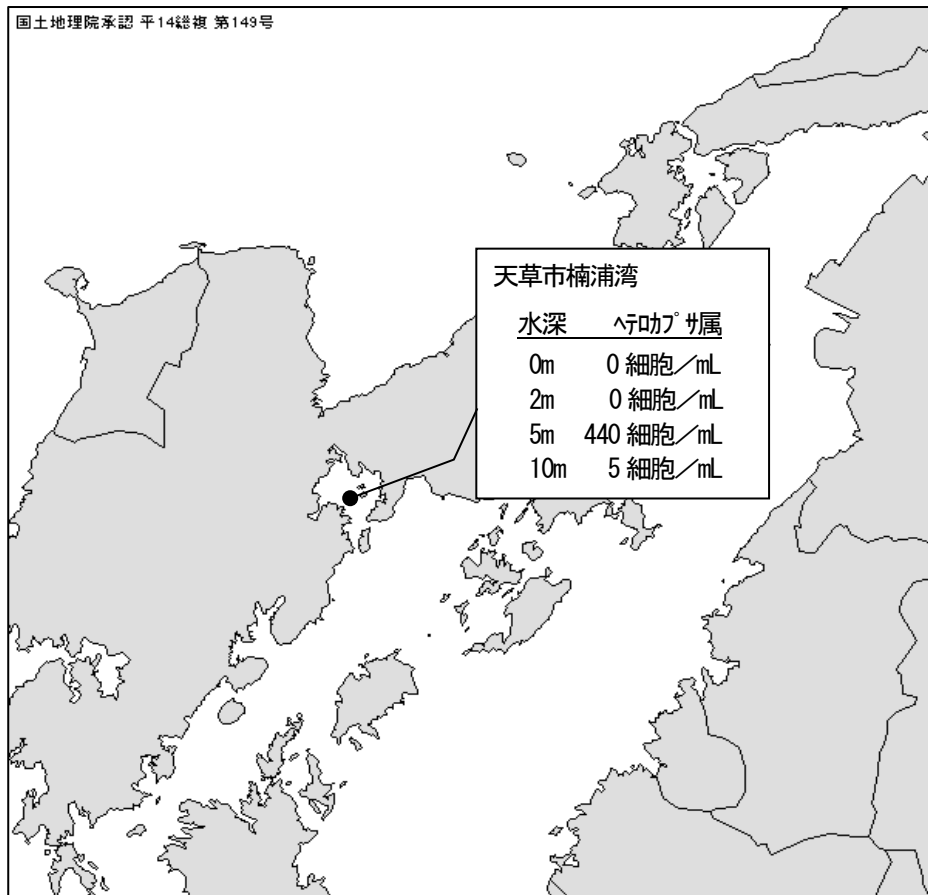 国土地理院承認 平14総複 第149号
天草市楠浦湾
水深 ﾍﾃﾛｶﾌﾟｻ属
0m 0 細胞／mL
2m 0 細胞／mL
5m 440 細胞／mL
10m 5 細胞／mL